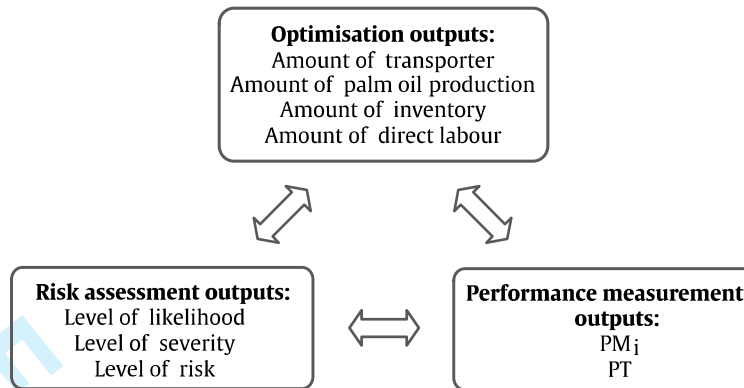 Optimisation outputs:
Amount of transporter
Amount of palm oil production
Amount of inventory
Amount of direct labour
Risk assessment outputs:
Level of likelihood
Level of severity
Level of risk
Performance measurement
outputs:
PMi
PT